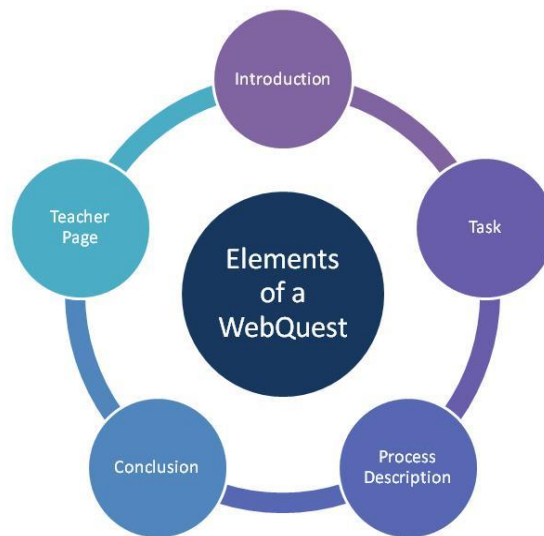 Introduction
Task
Process
Description
Conclusion
Teacher
Page
Elements
of a
WebQuest